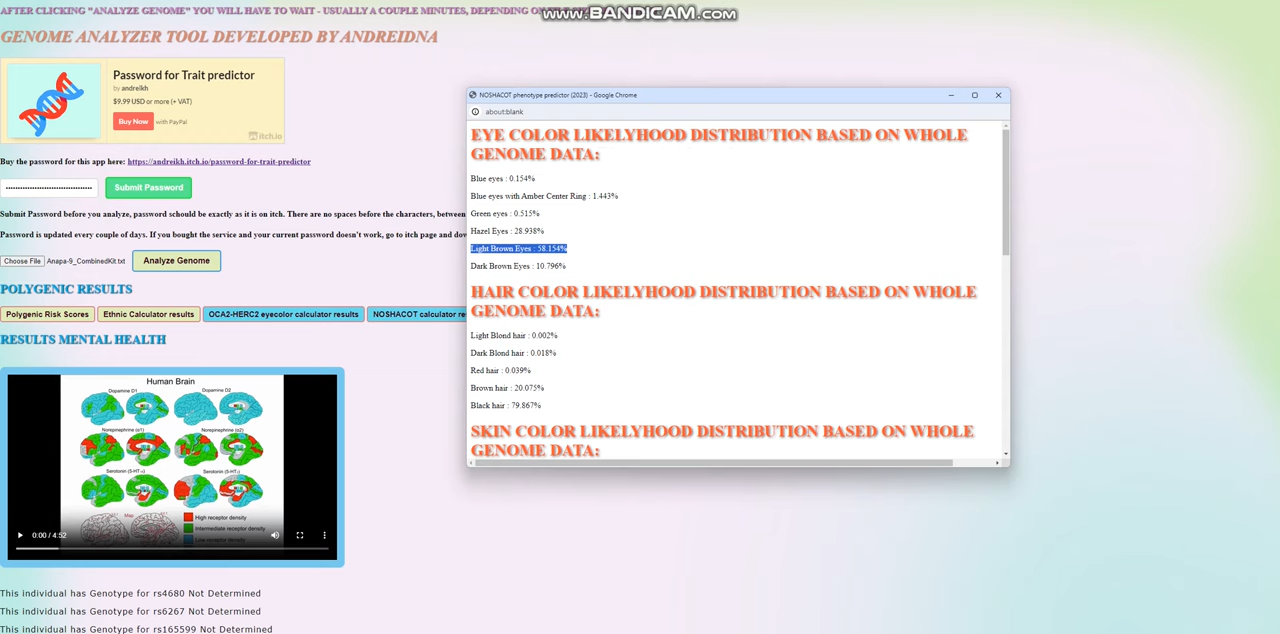 AFTER CLICKING "ANALYZE GENOME" YOU WILL HAVE TO WAIT - USUALLY A COUPLE MINUTES, DEPENDING ON
www.BANDICAM.com
GENOME ANALYZER TOOL DEVELOPED BY ANDREIDNA
Password for Trait predictor
by andreikh
$9.99 USD or more (+ VAT)
Buy Now with PayPal
itch.io
Buy the password for this app here: https://andreikh.itch.io/password-for-trait-predictor
Submit Password
Submit Password before you analyze, password schould be exactly as it is on itch. There are no spaces before the characters, between
Password is updated every couple of days. If you bought the service and your current password doesn't work, go to itch page and dow
Choose File Anapa-9_CombinedKit.txt Analyze Genome
POLYGENIC RESULTS
Polygenic Risk Scores Ethnic Calculator results OCA2-HERC2 eyecolor calculator results NOSHACOT calculator re
RESULTS MENTAL HEALTH
Human Brain
Dopamine D1 Dopamine D2
Norepinephrine (α1) Norepinephrine (α2)
High receptor density
Intermediate receptor density
Low receptor density
0:00 / 4:52
This individual has Genotype for rs4680 Not Determined
This individual has Genotype for rs6267 Not Determined
This individual has Genotype for rs165599 Not Determined
NOSHACOT phenotype predictor (2023) - Google Chrome
about:blank
EYE COLOR LIKELYHOOD DISTRIBUTION BASED ON WHOLE
GENOME DATA:
Blue eyes : 0.154%
Blue eyes with Amber Center Ring : 1.443%
Green eyes : 0.515%
Hazel Eyes : 28.938%
Light Brown Eyes : 58.154%
Dark Brown Eyes : 10.796%
HAIR COLOR LIKELYHOOD DISTRIBUTION BASED ON WHOLE
GENOME DATA:
Light Blond hair : 0.002%
Dark Blond hair : 0.018%
Red hair : 0.039%
Brown hair : 20.075%
Black hair : 79.867%
SKIN COLOR LIKELYHOOD DISTRIBUTION BASED ON WHOLE
GENOME DATA: